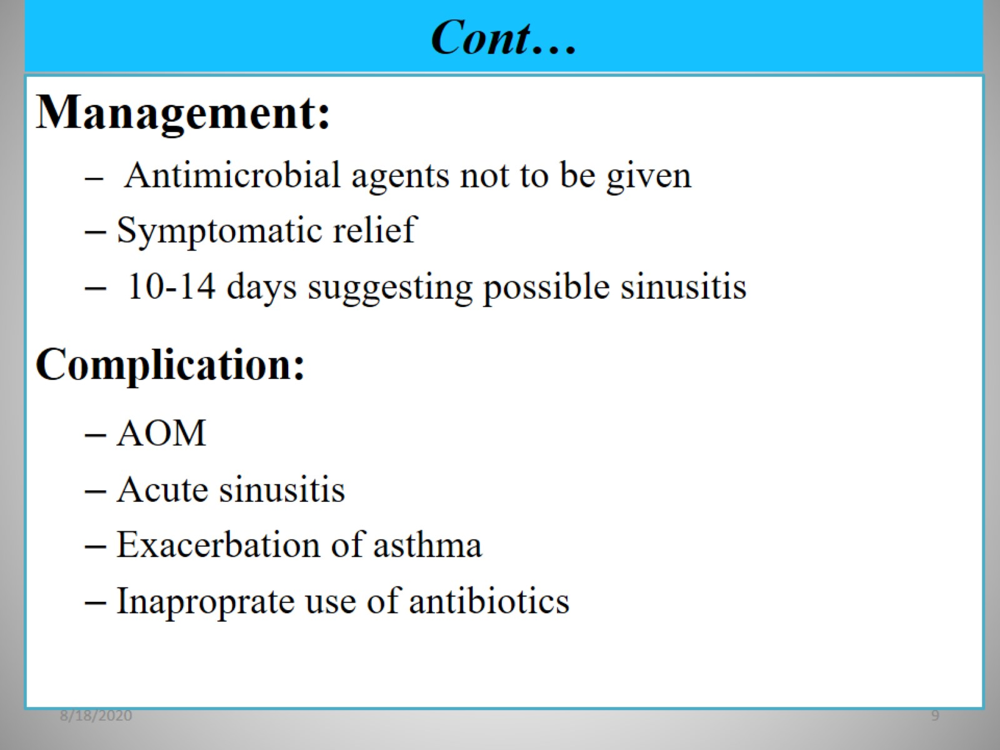 Cont…
Management:
– Antimicrobial agents not to be given
– Symptomatic relief
– 10-14 days suggesting possible sinusitis
Complication:
– AOM
– Acute sinusitis
– Exacerbation of asthma
– Inaproprate use of antibiotics
8/18/2020
9